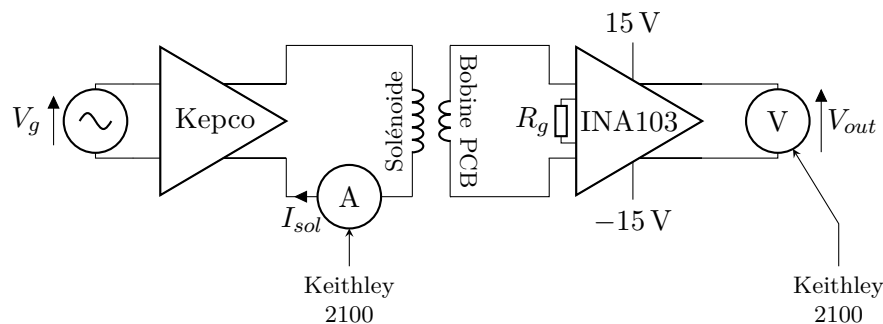 15 V
V_g
Kepco
Solénoide
Bobine PCB
R_g
INA103
V
V_out
A
I_sol
−15 V
Keithley
2100
Keithley
2100